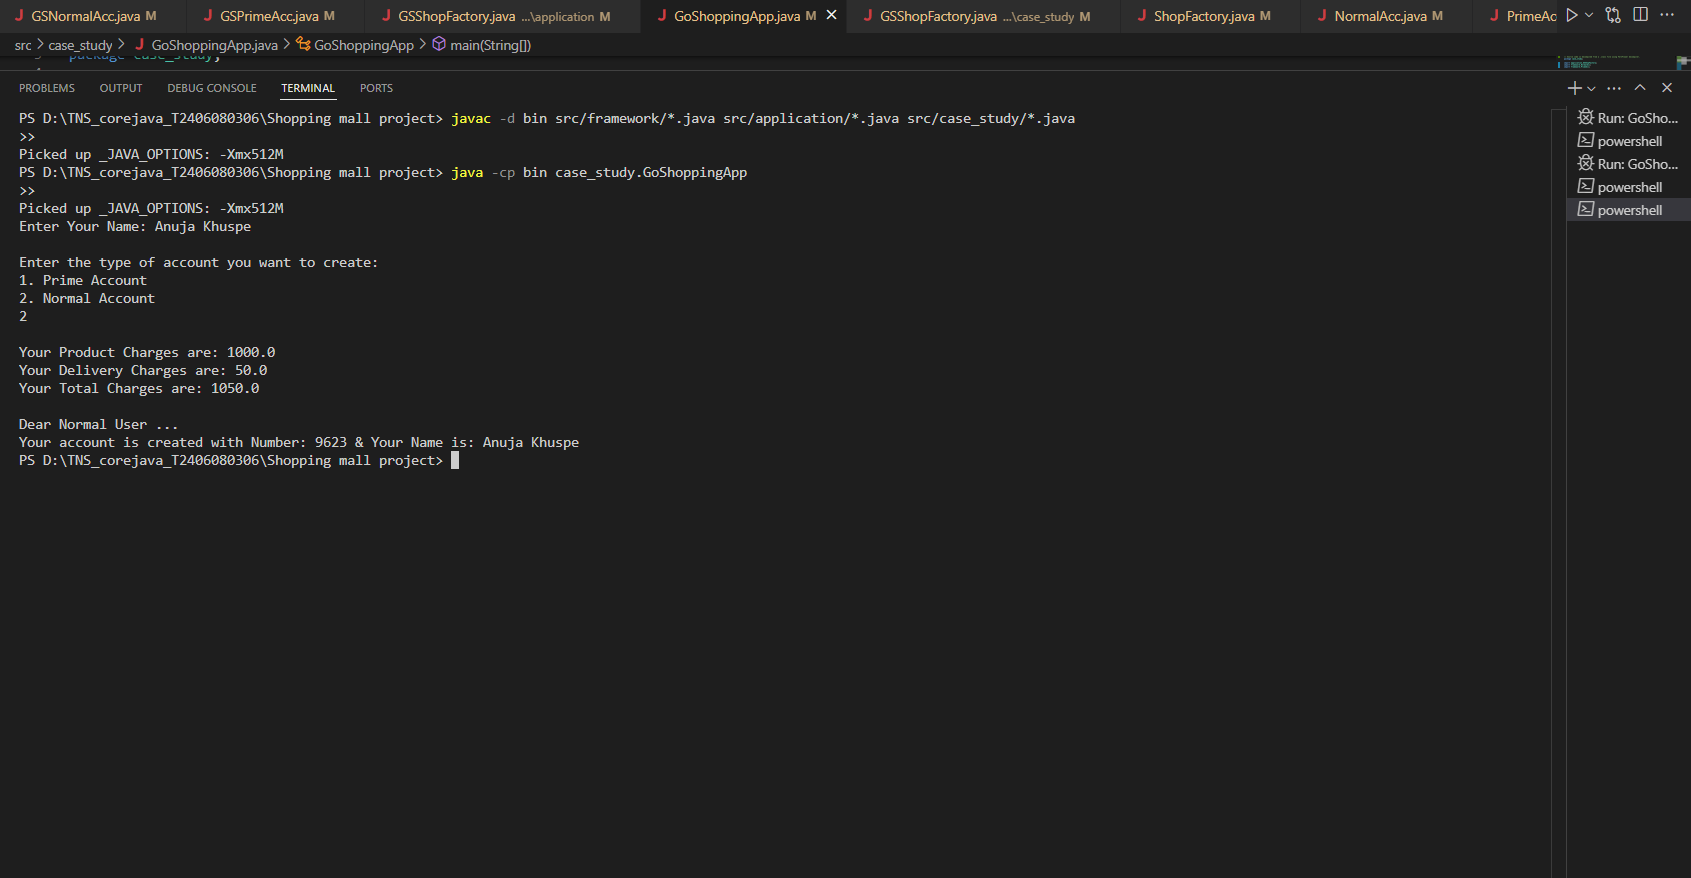 GSNormalAcc.java M GSPrimeAcc.java M GSShopFactory.java ...\application M GoShoppingApp.java M GSShopFactory.java ...\case_study M ShopFactory.java M NormalAcc.java M PrimeAc
src > case_study > GoShoppingApp.java > GoShoppingApp > main(String[])
package case_study;
PROBLEMS OUTPUT DEBUG CONSOLE TERMINAL PORTS
PS D:\TNS_corejava_T2406080306\Shopping mall project> javac -d bin src/framework/*.java src/application/*.java src/case_study/*.java
>>
Picked up _JAVA_OPTIONS: -Xmx512M
PS D:\TNS_corejava_T2406080306\Shopping mall project> java -cp bin case_study.GoShoppingApp
>>
Picked up _JAVA_OPTIONS: -Xmx512M
Enter Your Name: Anuja Khuspe
Enter the type of account you want to create:
1. Prime Account
2. Normal Account
2
Your Product Charges are: 1000.0
Your Delivery Charges are: 50.0
Your Total Charges are: 1050.0
Dear Normal User ...
Your account is created with Number: 9623 & Your Name is: Anuja Khuspe
PS D:\TNS_corejava_T2406080306\Shopping mall project>
Run: GoSho...
powershell
Run: GoSho...
powershell
powershell